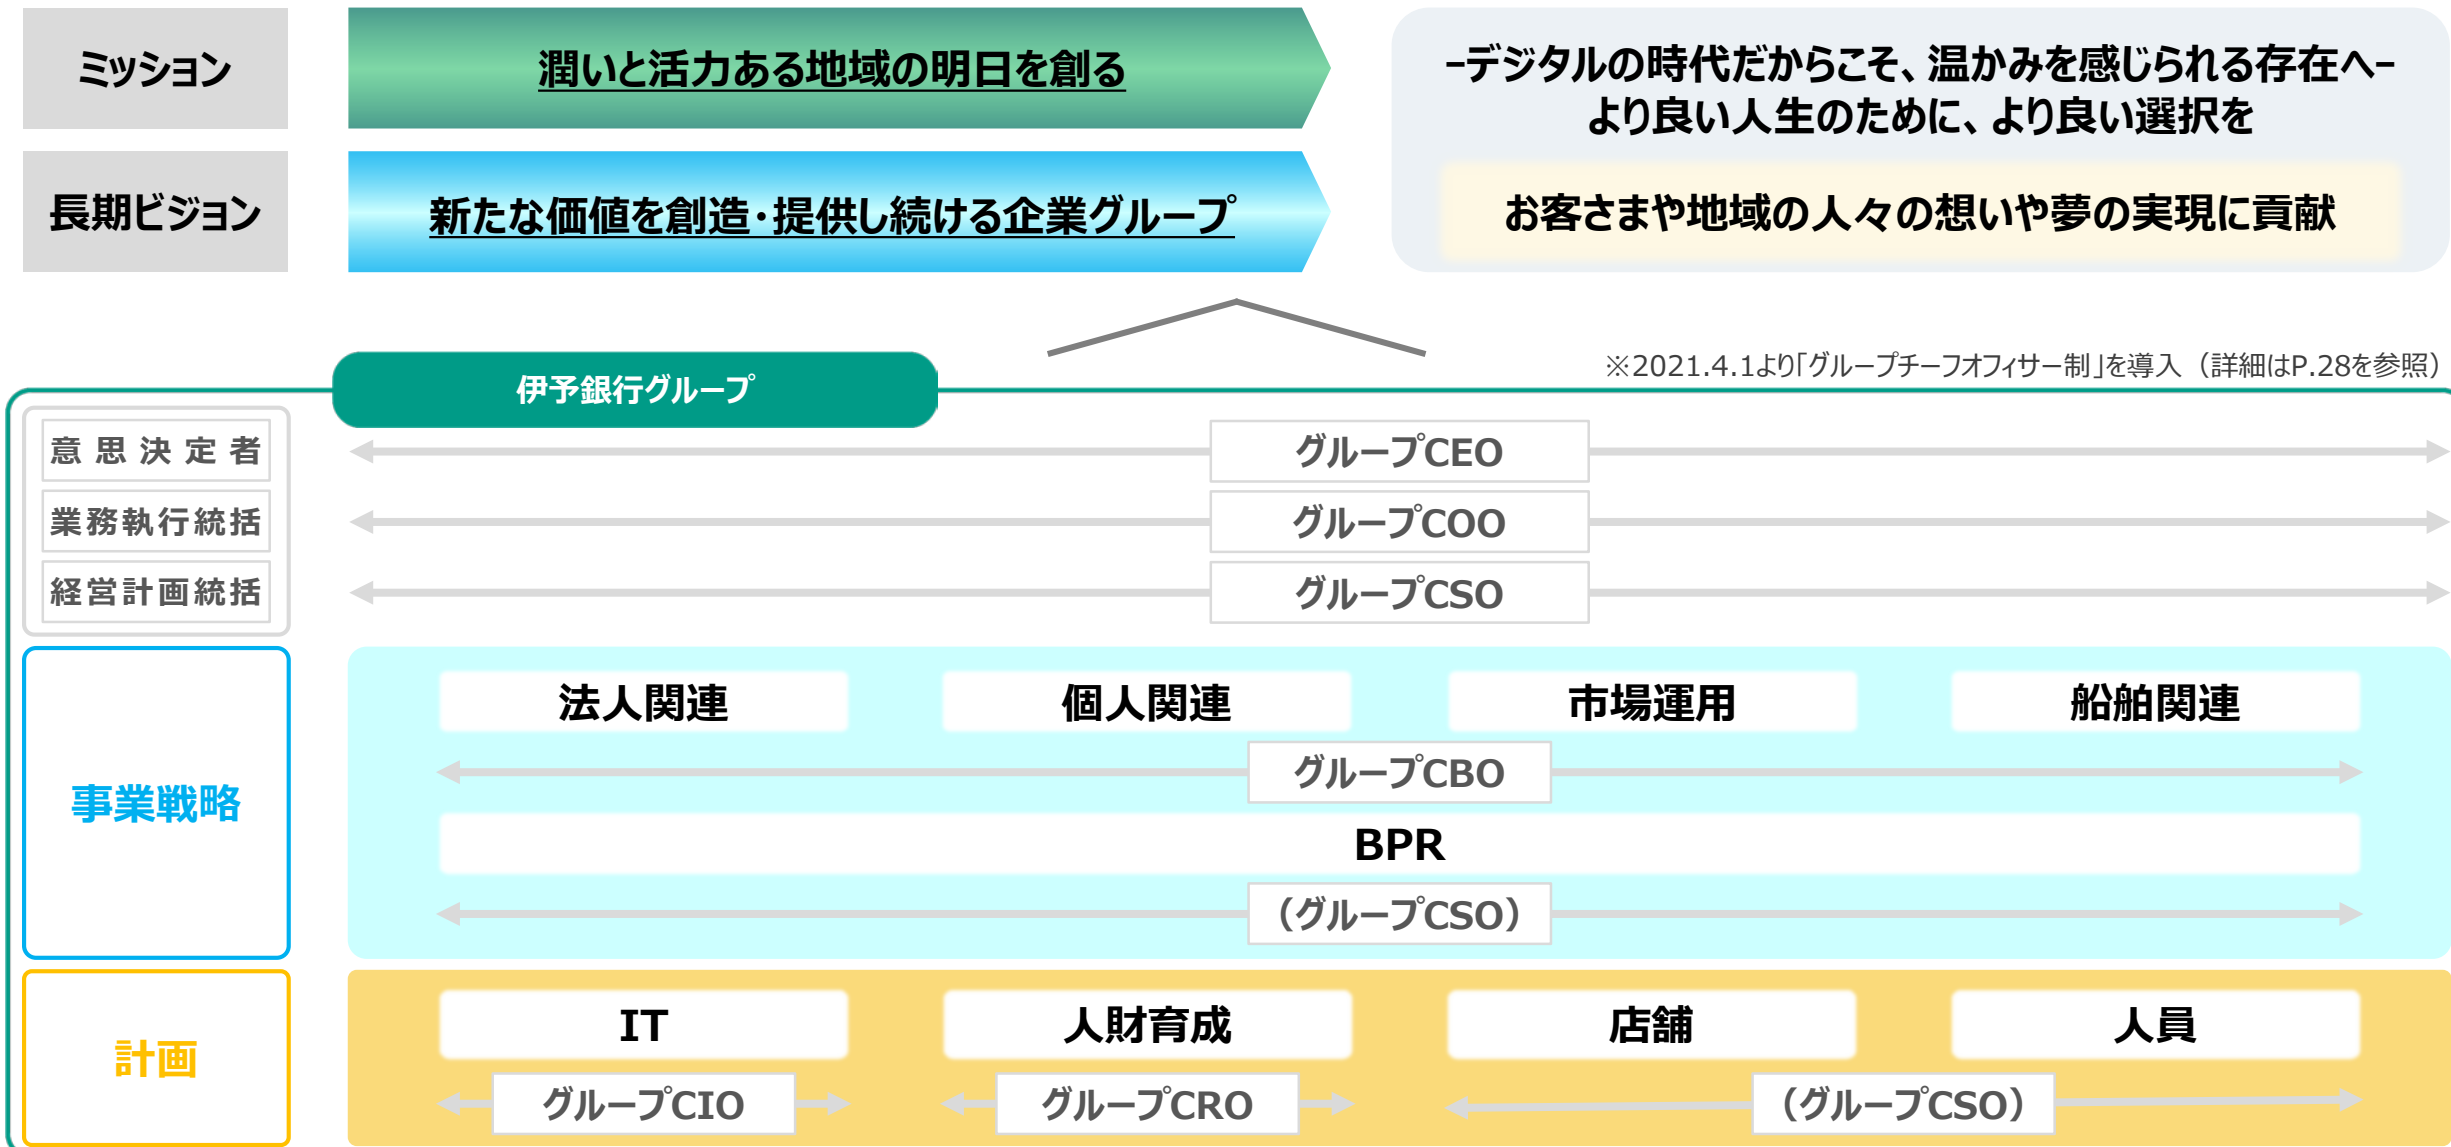 ミッション
潤いと活力ある地域の明日を創る
−デジタルの時代だからこそ、温かみを感じられる存在へ−
より良い人生のために、より良い選択を
長期ビジョン
新たな価値を創造・提供し続ける企業グループ
お客さまや地域の人々の想いや夢の実現に貢献
※2021.4.1より「グループチーフオフィサー制」を導入（詳細はP.28を参照）
伊予銀行グループ
意思決定者
グループCEO
業務執行統括
グループCOO
経営計画統括
グループCSO
事業戦略
法人関連
個人関連
市場運用
船舶関連
グループCBO
BPR
（グループCSO）
計画
IT
人財育成
店舗
人員
グループCIO
グループCRO
（グループCSO）